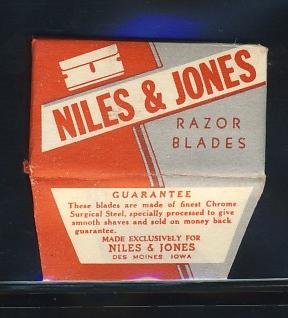 NILES & JONES
RAZOR
BLADES
GUARANTEE
These blades are made of finest Chrome
Surgical Steel, specially processed to give
smooth shaves and sold on money back
guarantee.
MADE EXCLUSIVELY FOR
NILES & JONES
DES MOINES IOWA